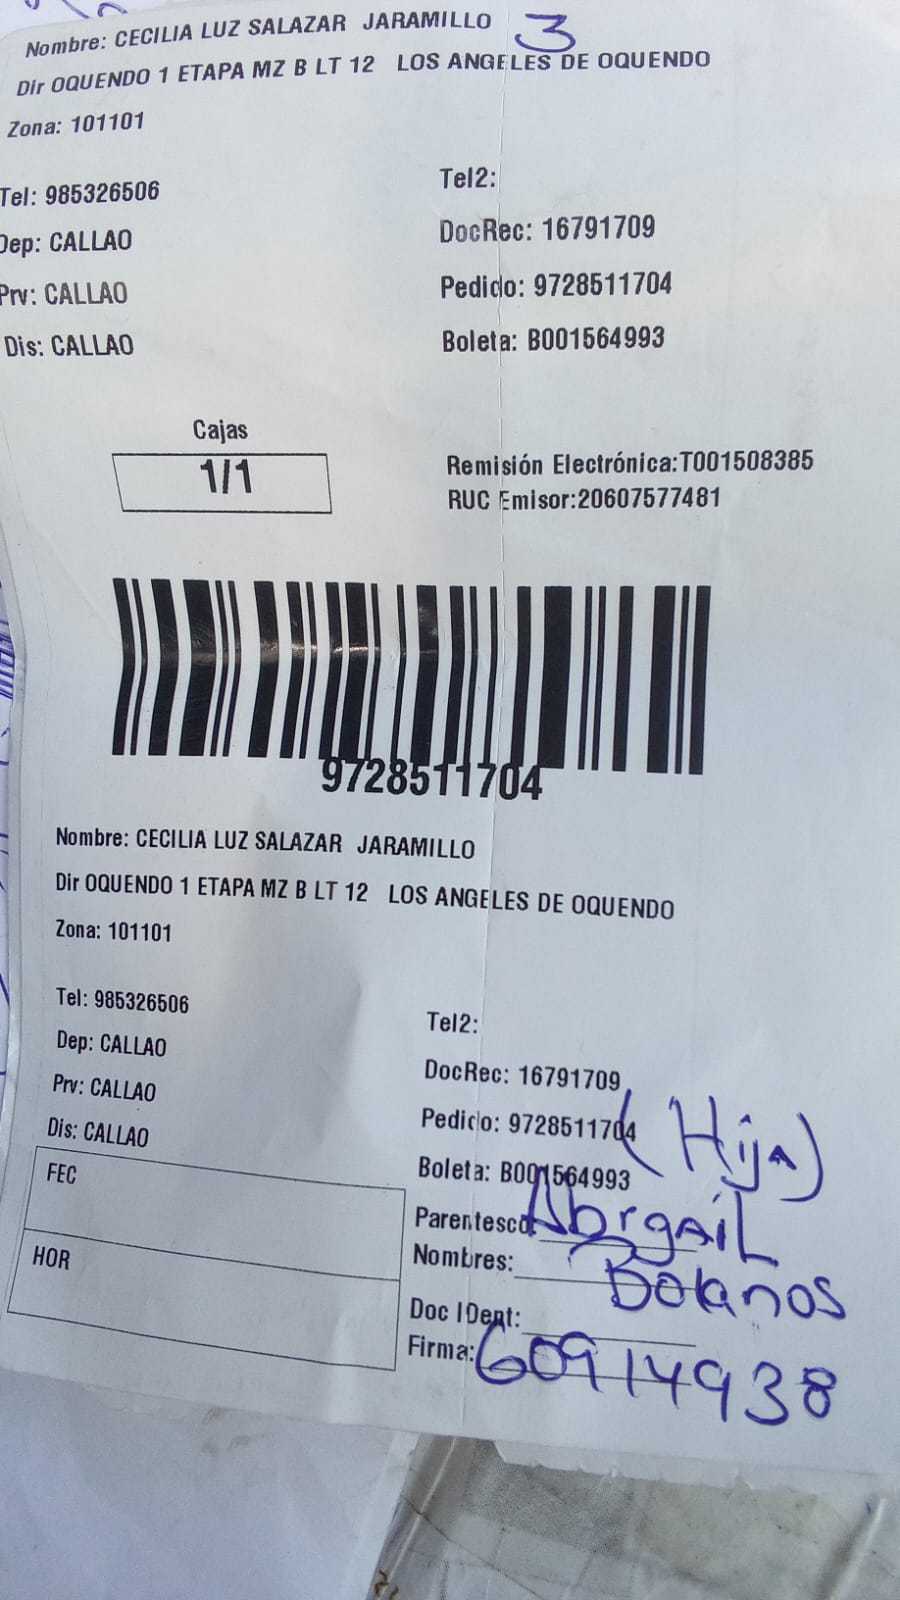 Nombre: CECILIA LUZ SALAZAR JARAMILLO 3
Dir OQUENDO 1 ETAPA MZ B LT 12 LOS ANGELES DE OQUENDO
Zona: 101101
Tel: 985326506 Tel2:
Dep: CALLAO DocRec: 16791709
Prv: CALLAO Pedido: 9728511704
Dis: CALLAO Boleta: B001564993
Cajas
1/1
Remisión Electrónica:T001508385
RUC Emisor:20607577481
9728511704
Nombre: CECILIA LUZ SALAZAR JARAMILLO
Dir OQUENDO 1 ETAPA MZ B LT 12 LOS ANGELES DE OQUENDO
Zona: 101101
Tel: 985326506 Tel2:
Dep: CALLAO DocRec: 16791709
Prv: CALLAO Pedido: 9728511704
Dis: CALLAO Boleta: B001564993
(Hija)
FEC
Parentesco: Abigail
Nombres: Bolanos
HOR
Doc IDent:
Firma: 60914938